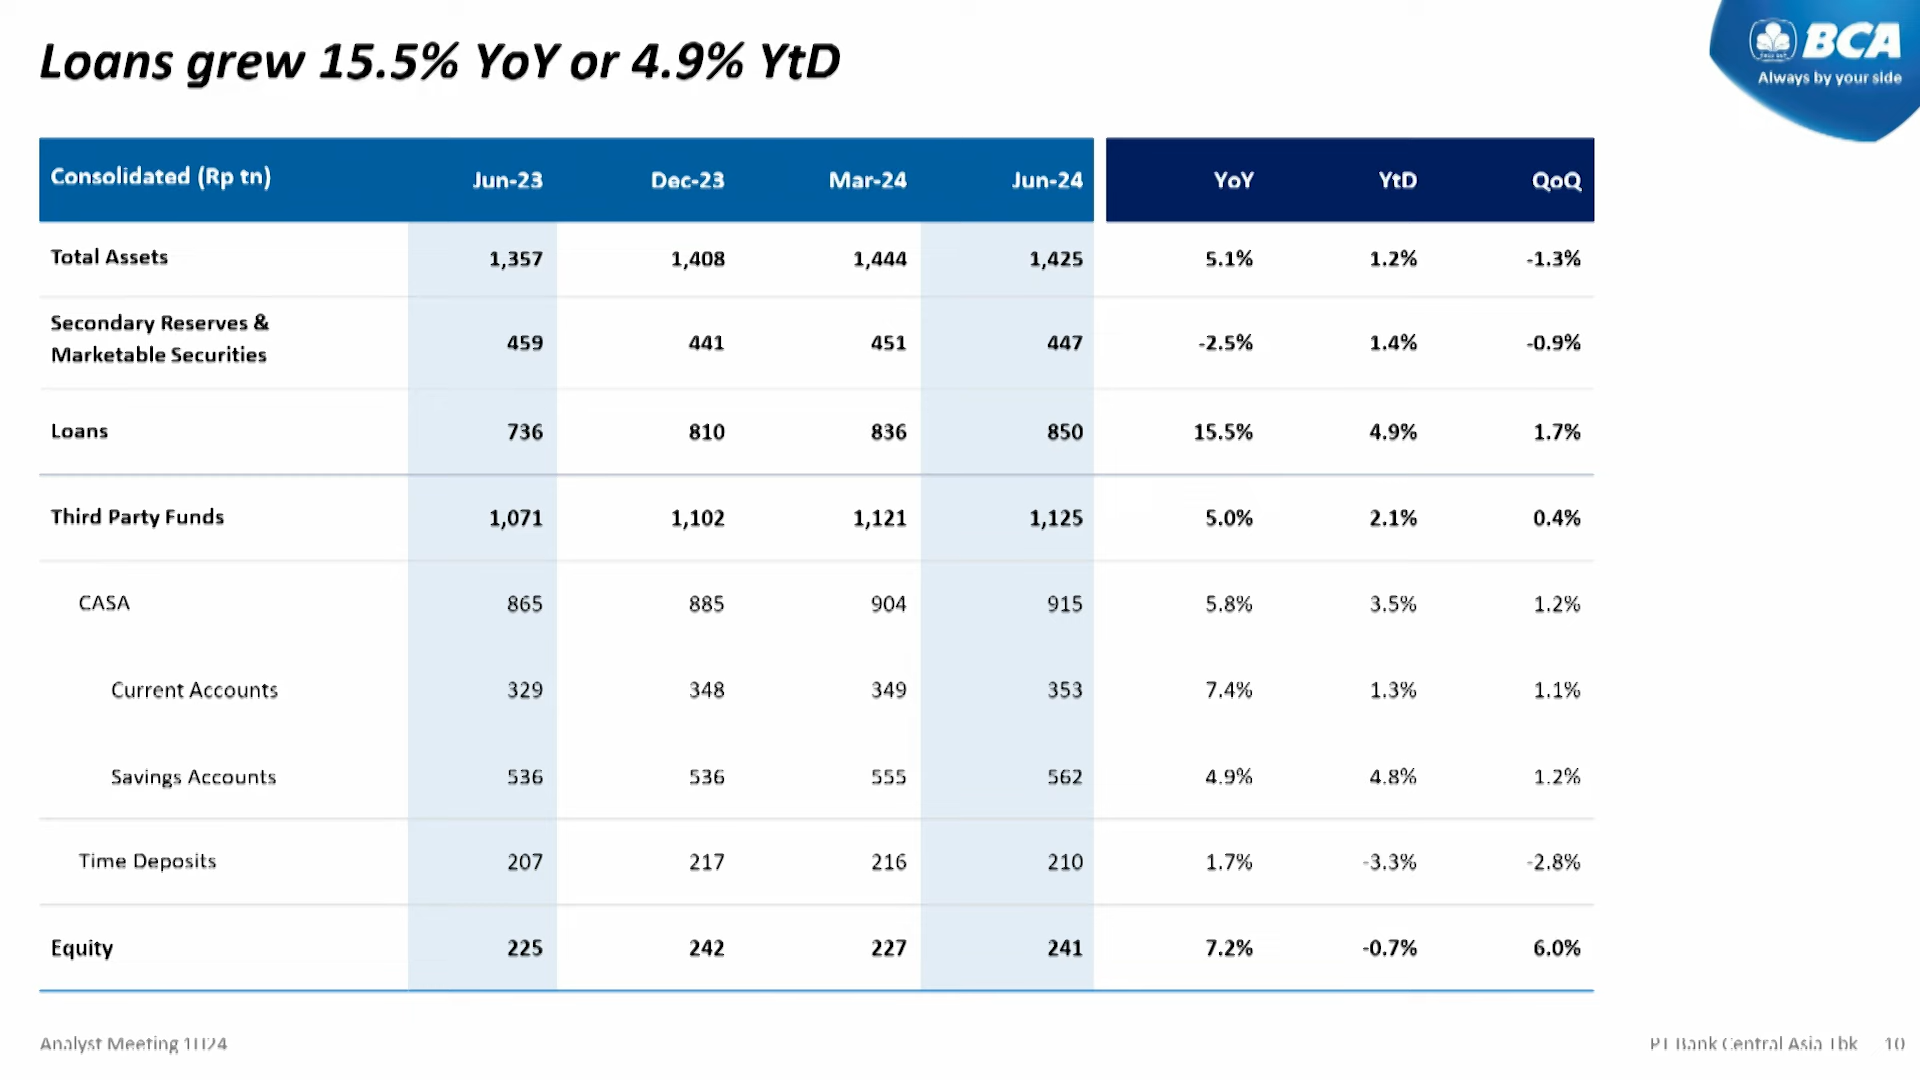 Loans grew 15.5% YoY or 4.9% YtD
BCA
Always by your side
Consolidated (Rp tn) Jun-23 Dec-23 Mar-24 Jun-24 YoY YtD QoQ
Total Assets 1,357 1,408 1,444 1,425 5.1% 1.2% -1.3%
Secondary Reserves &
Marketable Securities 459 441 451 447 -2.5% 1.4% -0.9%
Loans 736 810 836 850 15.5% 4.9% 1.7%
Third Party Funds 1,071 1,102 1,121 1,125 5.0% 2.1% 0.4%
CASA 865 885 904 915 5.8% 3.5% 1.2%
Current Accounts 329 348 349 353 7.4% 1.3% 1.1%
Savings Accounts 536 536 555 562 4.9% 4.8% 1.2%
Time Deposits 207 217 216 210 1.7% -3.3% -2.8%
Equity 225 242 227 241 7.2% -0.7% 6.0%
Analyst Meeting 1H24
PT Bank Central Asia Tbk 10